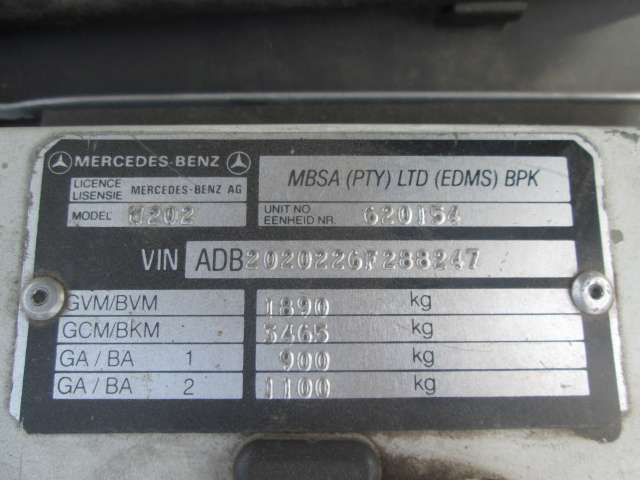 MERCEDES-BENZ
MBSA (PTY) LTD (EDMS) BPK
LICENCE
LISENSIE MERCEDES-BENZ AG
MODEL W202
UNIT NO
EENHEID NR. 620154
VIN ADB2020226F288247
GVM/BVM 1890 kg
GCM/BKM 3465 kg
GA / BA 1 900 kg
GA / BA 2 1100 kg